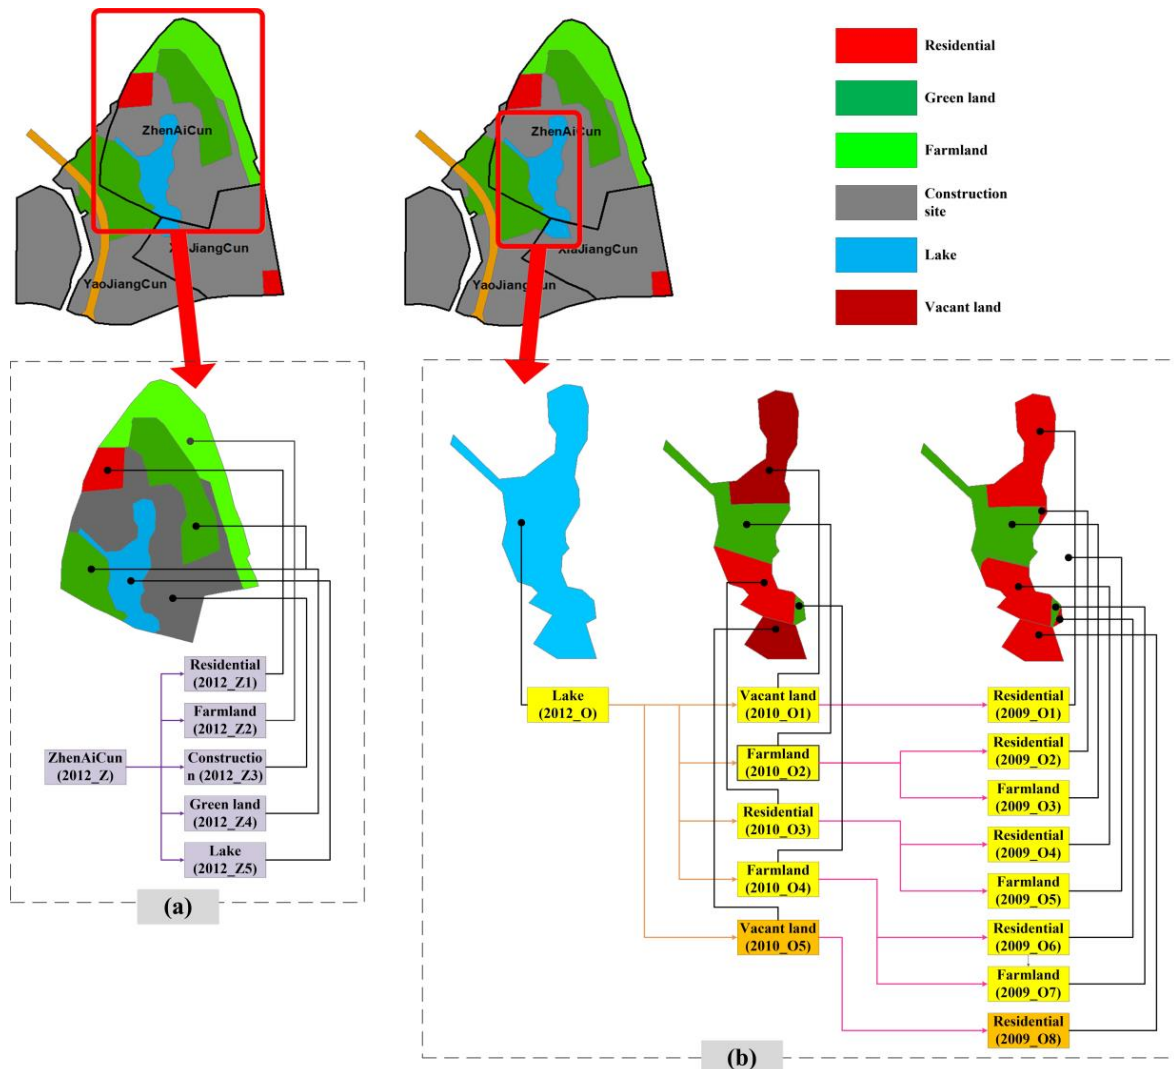 ZhenAiCun
XiaJiangCun
YaoJiangCun
ZhenAiCun
XiaJiangCun
YaoJiangCun
Residential
Green land
Farmland
Construction
site
Lake
Vacant land
ZhenAiCun
(2012_Z)
Residential
(2012_Z1)
Farmland
(2012_Z2)
Constructio
n (2012_Z3)
Green land
(2012_Z4)
Lake
(2012_Z5)
(a)
Lake
(2012_O)
Vacant land
(2010_O1)
Farmland
(2010_O2)
Residential
(2010_O3)
Farmland
(2010_O4)
Vacant land
(2010_O5)
Residential
(2009_O1)
Residential
(2009_O2)
Farmland
(2009_O3)
Residential
(2009_O4)
Farmland
(2009_O5)
Residential
(2009_O6)
Farmland
(2009_O7)
Residential
(2009_O8)
(b)